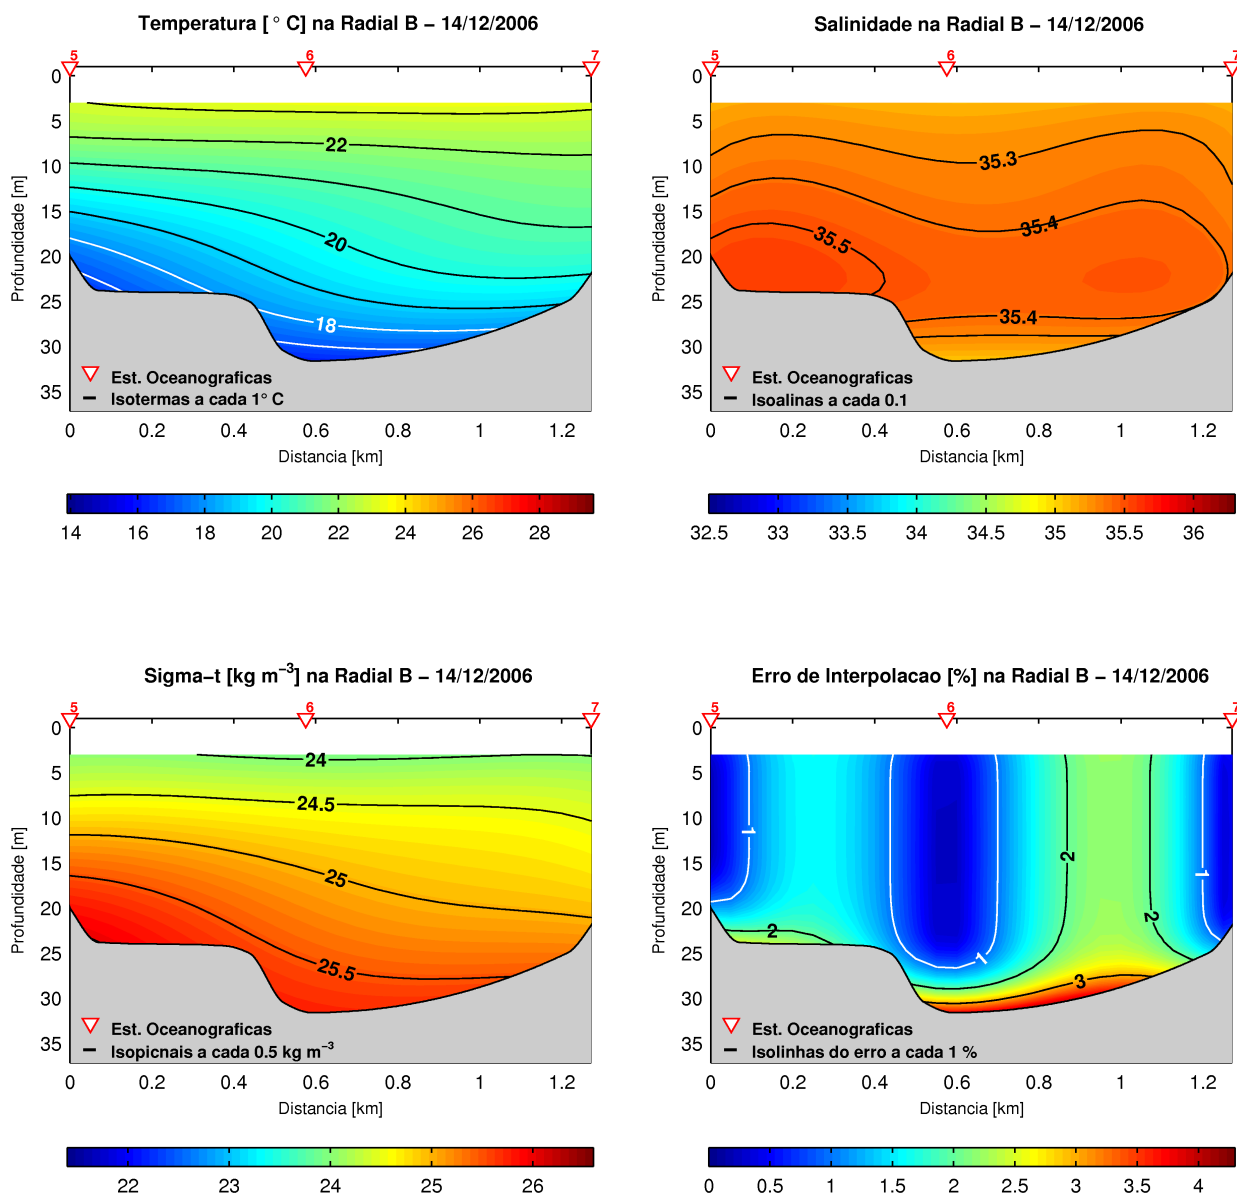 Temperatura [ ° C] na Radial B – 14/12/2006
5 6 7
0
5
10
15
20
25
30
35
Profundidade [m]
22
20
18
Est. Oceanograficas
Isotermas a cada 1° C
0 0.2 0.4 0.6 0.8 1 1.2
Distancia [km]
14 16 18 20 22 24 26 28
Salinidade na Radial B – 14/12/2006
5 6 7
0
5
10
15
20
25
30
35
Profundidade [m]
35.3
35.4
35.5
35.4
Est. Oceanograficas
Isoalinas a cada 0.1
0 0.2 0.4 0.6 0.8 1 1.2
Distancia [km]
32.5 33 33.5 34 34.5 35 35.5 36
Sigma–t [kg m⁻³] na Radial B – 14/12/2006
5 6 7
0
5
10
15
20
25
30
35
Profundidade [m]
24
24.5
25
25.5
Est. Oceanograficas
Isopicnais a cada 0.5 kg m⁻³
0 0.2 0.4 0.6 0.8 1 1.2
Distancia [km]
22 23 24 25 26
Erro de Interpolacao [%] na Radial B – 14/12/2006
5 6 7
0
5
10
15
20
25
30
35
Profundidade [m]
1
2
1
2
2
1
3
Est. Oceanograficas
Isolinhas do erro a cada 1 %
0 0.2 0.4 0.6 0.8 1 1.2
Distancia [km]
0 0.5 1 1.5 2 2.5 3 3.5 4